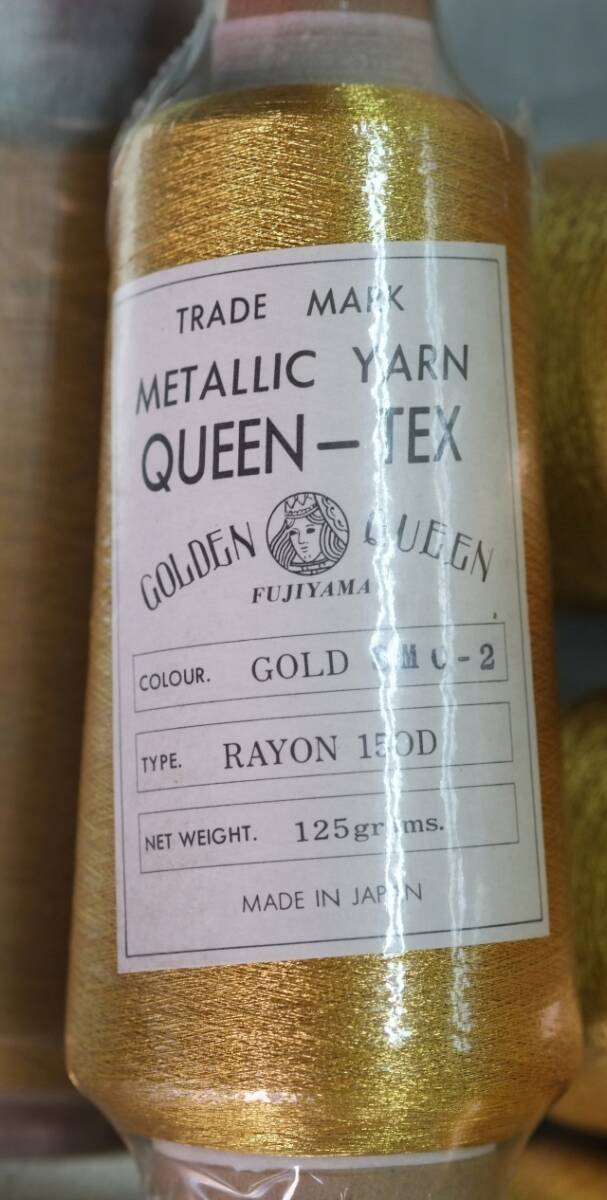 TRADE MARK
METALLIC YARN
QUEEN-TEX
GOLDEN QUEEN
FUJIYAMA
COLOUR. GOLD
TYPE. RAYON 150D
NET WEIGHT. 125grams.
MADE IN JAPAN